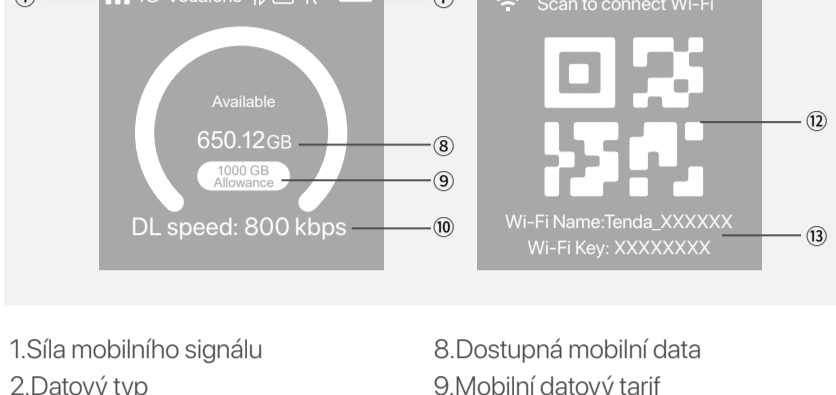 Scan to connect Wi-Fi
Available
650.12GB
⑧
1000 GB
Allowance
⑨
DL speed: 800 kbps
⑩
⑫
Wi-Fi Name:Tenda_XXXXXX
Wi-Fi Key: XXXXXXXX
⑬
1.Síla mobilního signálu
2.Datový typ
8.Dostupná mobilní data
9.Mobilní datový tarif